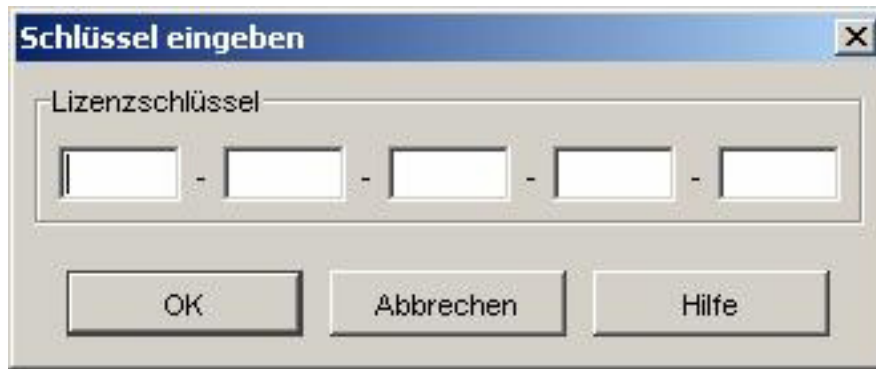 Schlüssel eingeben
Lizenzschlüssel
- - - -
OK Abbrechen Hilfe